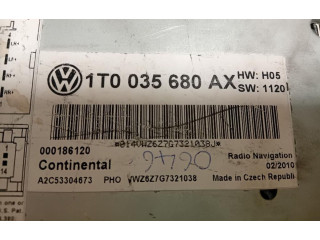 1T0 035 680 AX HW: H05
SW: 1120
*014VWZ6Z7G7321038J*
000186120
Continental
Radio Navigation
02/2010
A2C53304673 PHO VWZ6Z7G7321038 Made in Czech Republi